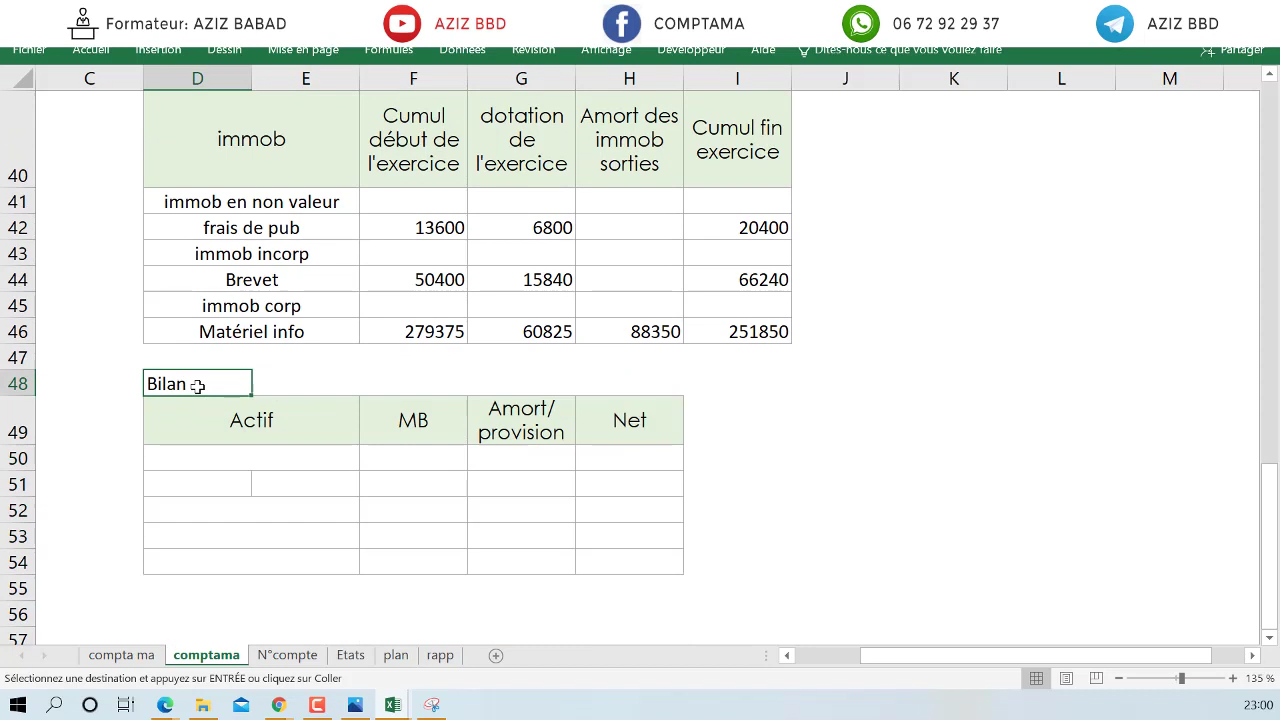 Formateur: AZIZ BABAD AZIZ BBD COMPTAMA 06 72 92 29 37 AZIZ BBD
Fichier Accueil Insertion Dessin Mise en page Formules Données Révision Affichage Développeur Aide Dites-nous ce que vous voulez faire Partager
C D E F G H I J K L M
40 immob Cumul début de l'exercice dotation de l'exercice Amort des immob sorties Cumul fin exercice
41 immob en non valeur
42 frais de pub 13600 6800 20400
43 immob incorp
44 Brevet 50400 15840 66240
45 immob corp
46 Matériel info 279375 60825 88350 251850
47
48 Bilan
49 Actif MB Amort/ provision Net
50
51
52
53
54
55
56
57
compta ma comptama N°compte Etats plan rapp
Sélectionnez une destination et appuyez sur ENTRÉE ou cliquez sur Coller 135 %
23:00